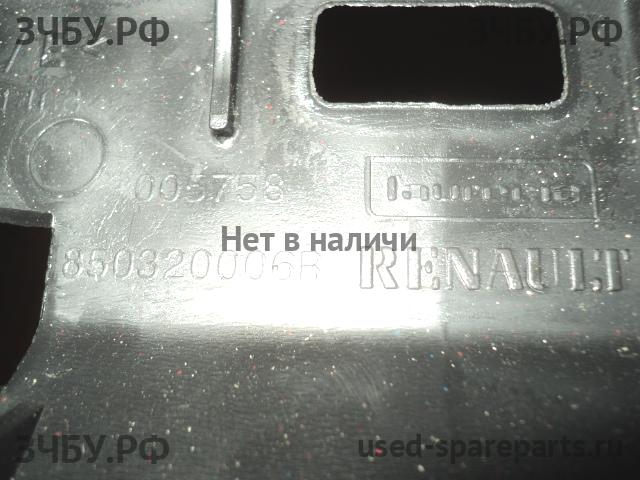 ЗЧБУ.РФ
ЗЧБУ.РФ
005758
Нет в наличи
850320006R RENAULT
ЗЧБУ.РФ
used-spareparts.ru